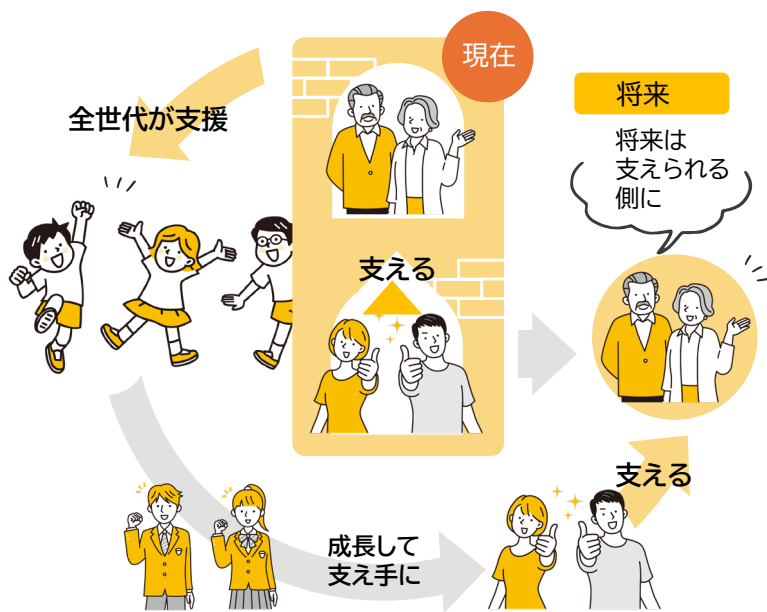 現在
全世代が支援
支える
将来
将来は
支えられる
側に
支える
成長して
支え手に